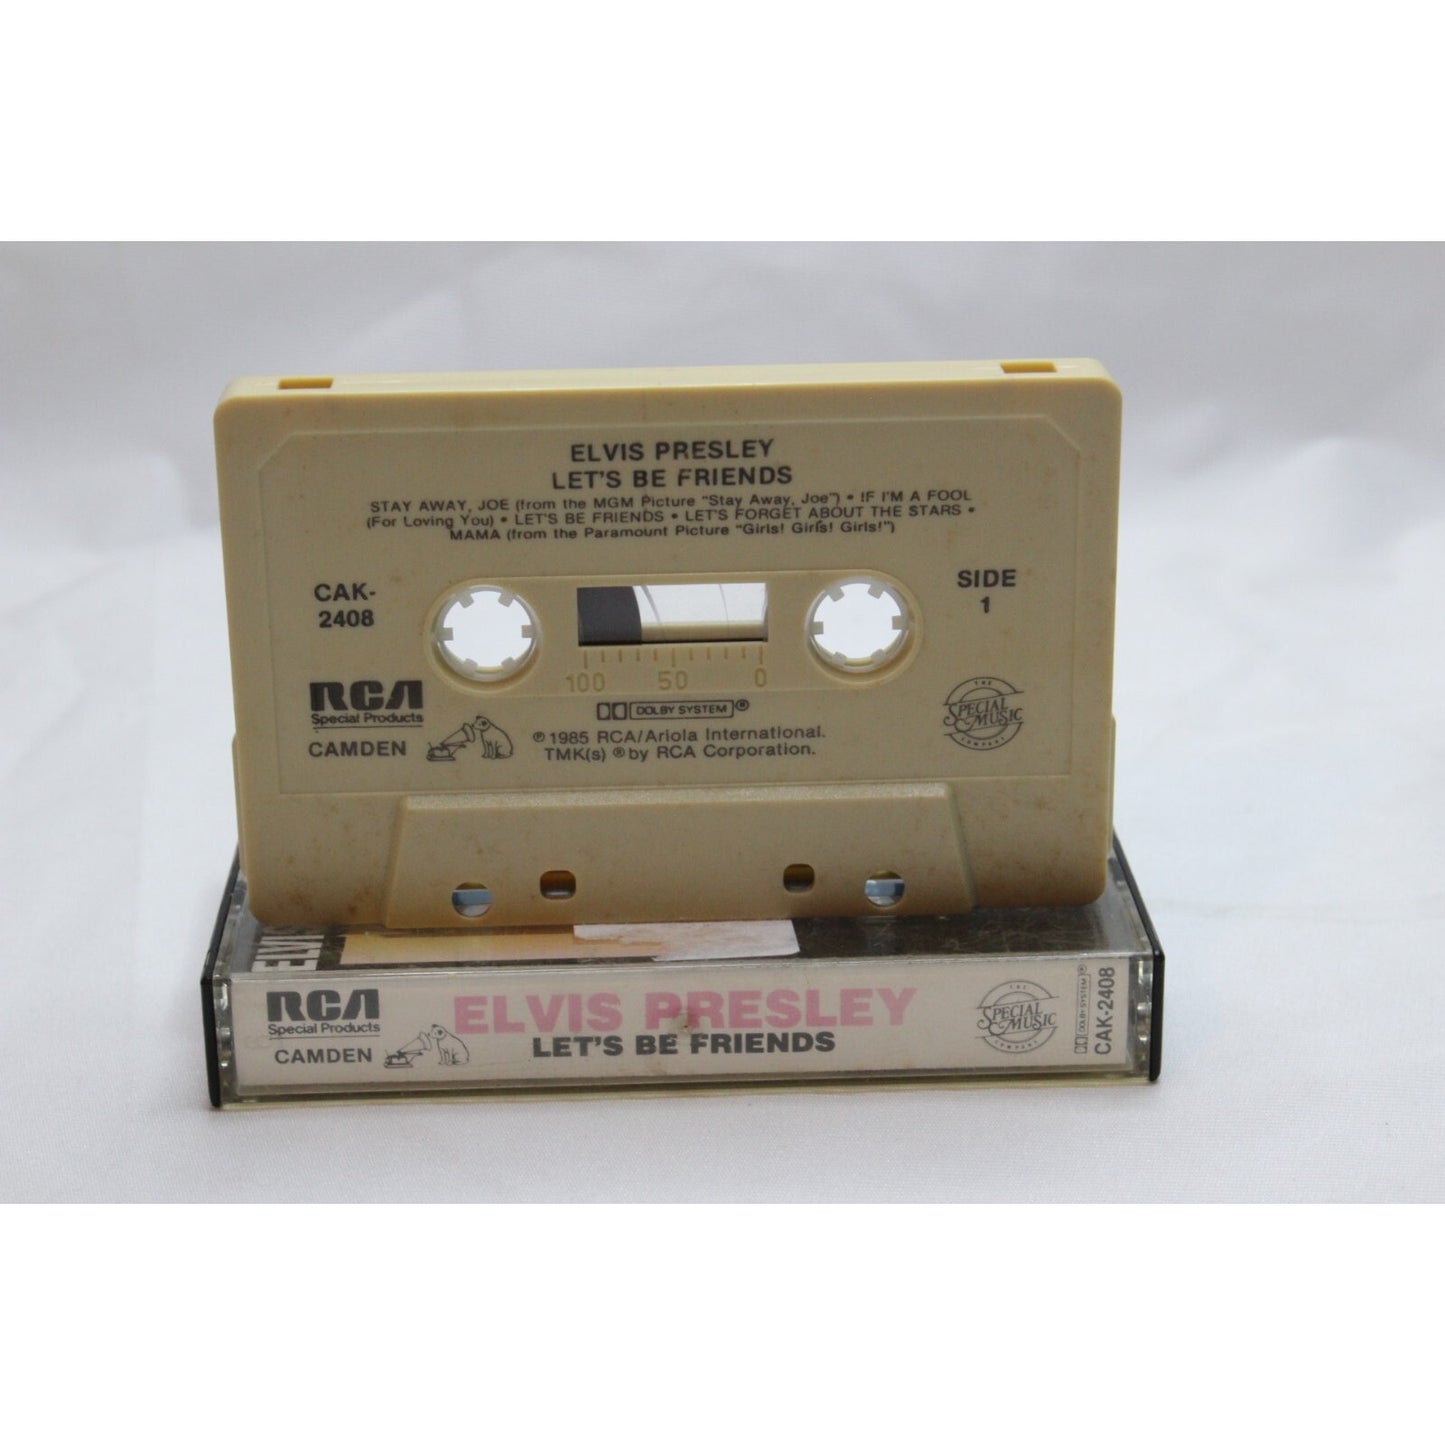 ELVIS PRESLEY
LET'S BE FRIENDS
STAY AWAY, JOE (from the MGM Picture "Stay Away, Joe") • IF I'M A FOOL
(For Loving You) • LET'S BE FRIENDS • LET'S FORGET ABOUT THE STARS •
MAMA (from the Paramount Picture "Girls! Girls! Girls!")
CAK-
2408
SIDE
1
100 50 0
RCA
Special Products
CAMDEN
DOLBY SYSTEM ®
℗ 1985 RCA/Ariola International.
TMK(s) ® by RCA Corporation.
THE
SPECIAL
MUSIC
COMPANY
ELVIS
RCA
Special Products
CAMDEN
ELVIS PRESLEY
LET'S BE FRIENDS
THE
SPECIAL
MUSIC
COMPANY
DOLBY SYSTEM ®
CAK-2408